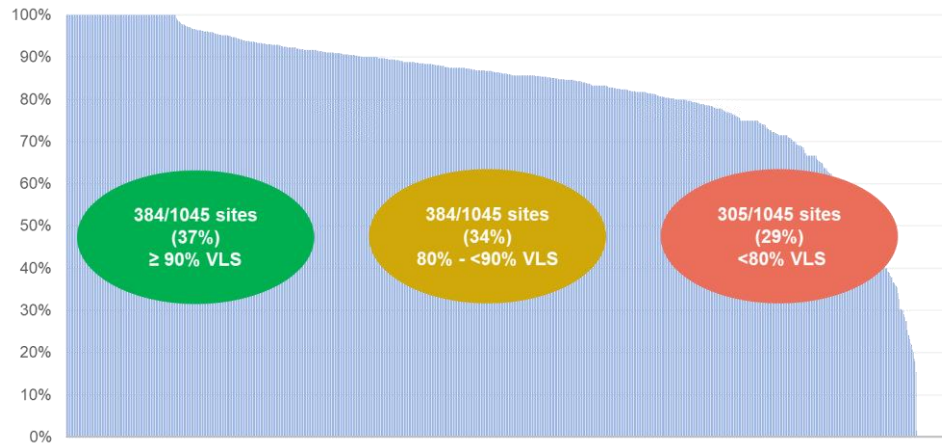 100%
90%
80%
70%
60%
50%
40%
30%
20%
10%
0%
384/1045 sites
(37%)
≥ 90% VLS
384/1045 sites
(34%)
80% - <90% VLS
305/1045 sites
(29%)
<80% VLS